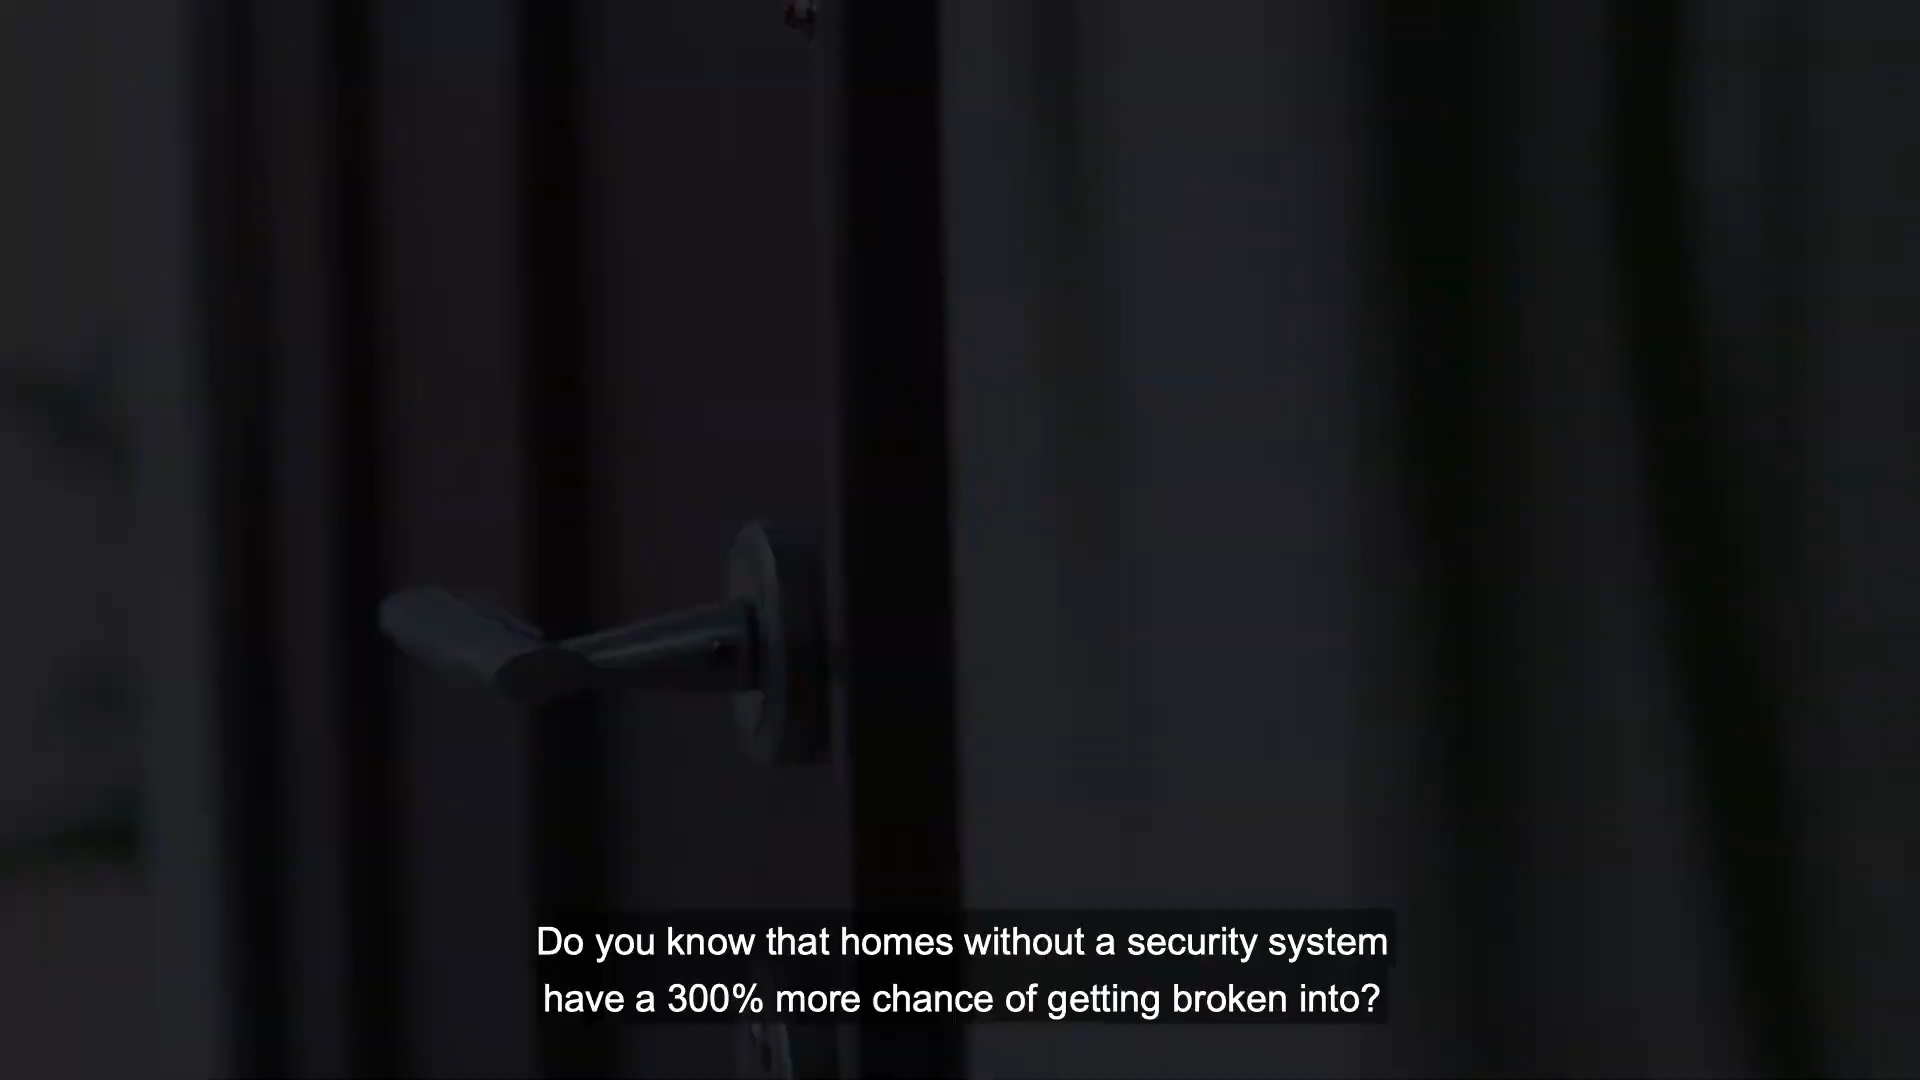 Do you know that homes without a security system
have a 300% more chance of getting broken into?